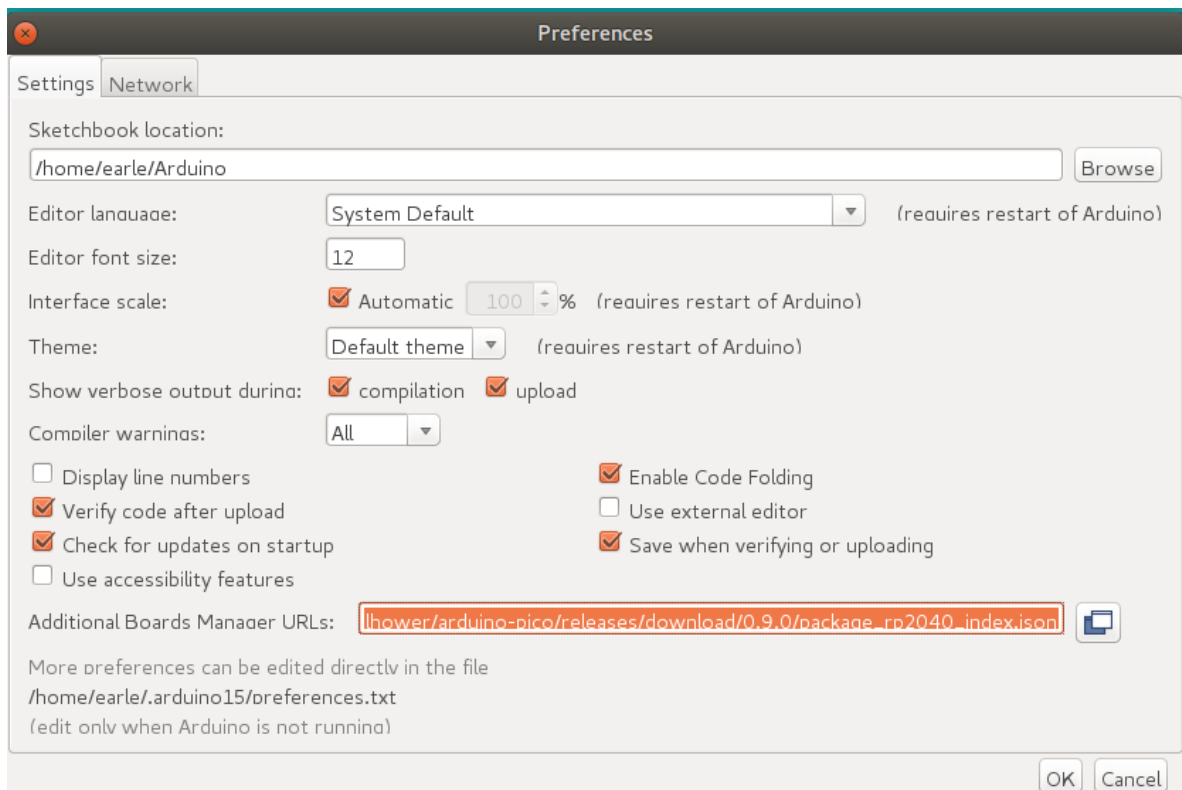 Preferences
Settings Network
Sketchbook location:
/home/earle/Arduino Browse
Editor language: System Default (requires restart of Arduino)
Editor font size: 12
Interface scale: Automatic 100 % (requires restart of Arduino)
Theme: Default theme (requires restart of Arduino)
Show verbose output during: compilation upload
Compiler warnings: All
Display line numbers Enable Code Folding
Verify code after upload Use external editor
Check for updates on startup Save when verifying or uploading
Use accessibility features
Additional Boards Manager URLs: lhower/arduino-pico/releases/download/0.9.0/package_rp2040_index.json
More preferences can be edited directly in the file
/home/earle/.arduino15/preferences.txt
(edit only when Arduino is not running)
OK Cancel